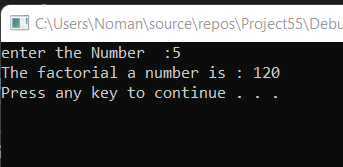 C:\Users\Noman\source\repos\Project55\Debu
enter the Number  :5
The factorial a number is : 120
Press any key to continue . . .